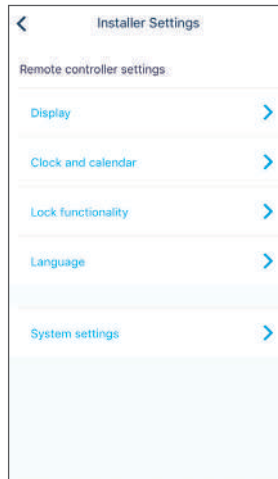 Installer Settings
Remote controller settings
Display
Clock and calendar
Lock functionality
Language
System settings